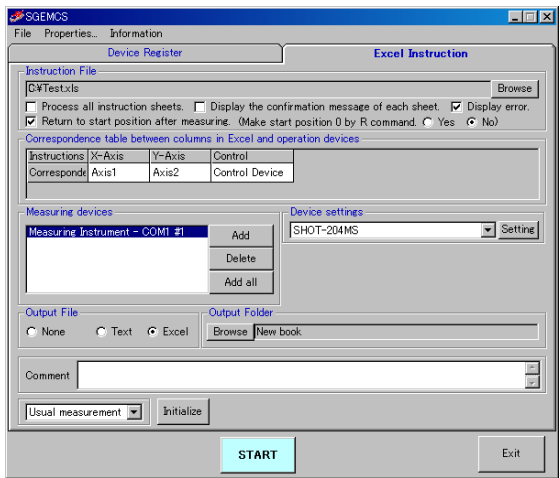 SGEMCS
File Properties... Information
Device Register Excel Instruction
Instruction File
C:¥Test.xls Browse
Process all instruction sheets. Display the confirmation message of each sheet. Display error.
Return to start position after measuring. (Make start position 0 by R command. Yes No)
Correspondence table between columns in Excel and operation devices
Instructions X-Axis Y-Axis Control
Corresponde Axis1 Axis2 Control Device
Measuring devices Device settings
Measuring Instrument - COM1 #1 Add SHOT-204MS Setting
Delete
Add all
Output File Output Folder
None Text Excel Browse New book
Comment
Usual measurement Initialize
START Exit